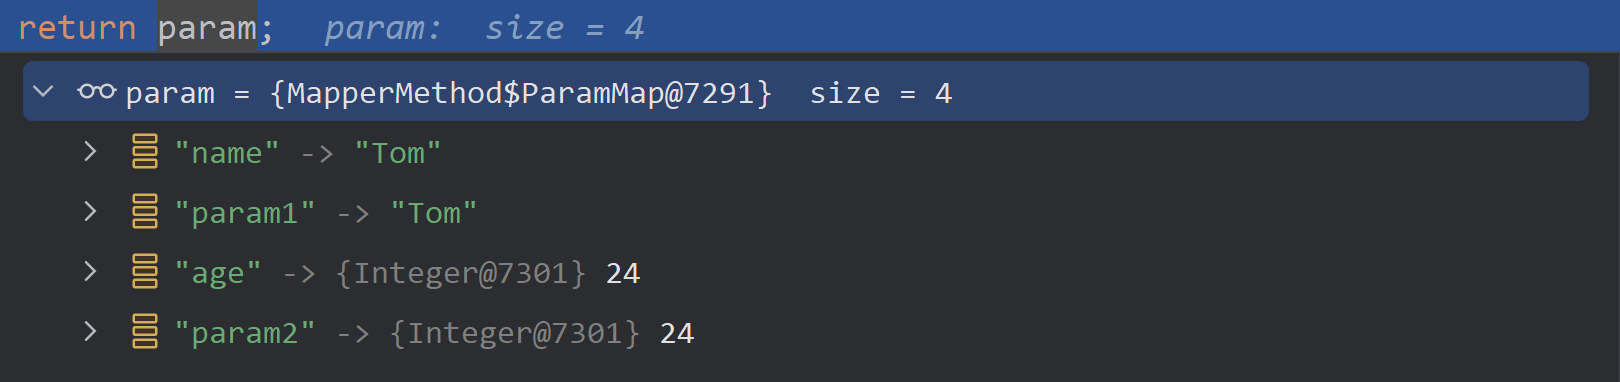 return param;  param:  size = 4
param = {MapperMethod$ParamMap@7291}  size = 4
"name" -> "Tom"
"param1" -> "Tom"
"age" -> {Integer@7301} 24
"param2" -> {Integer@7301} 24